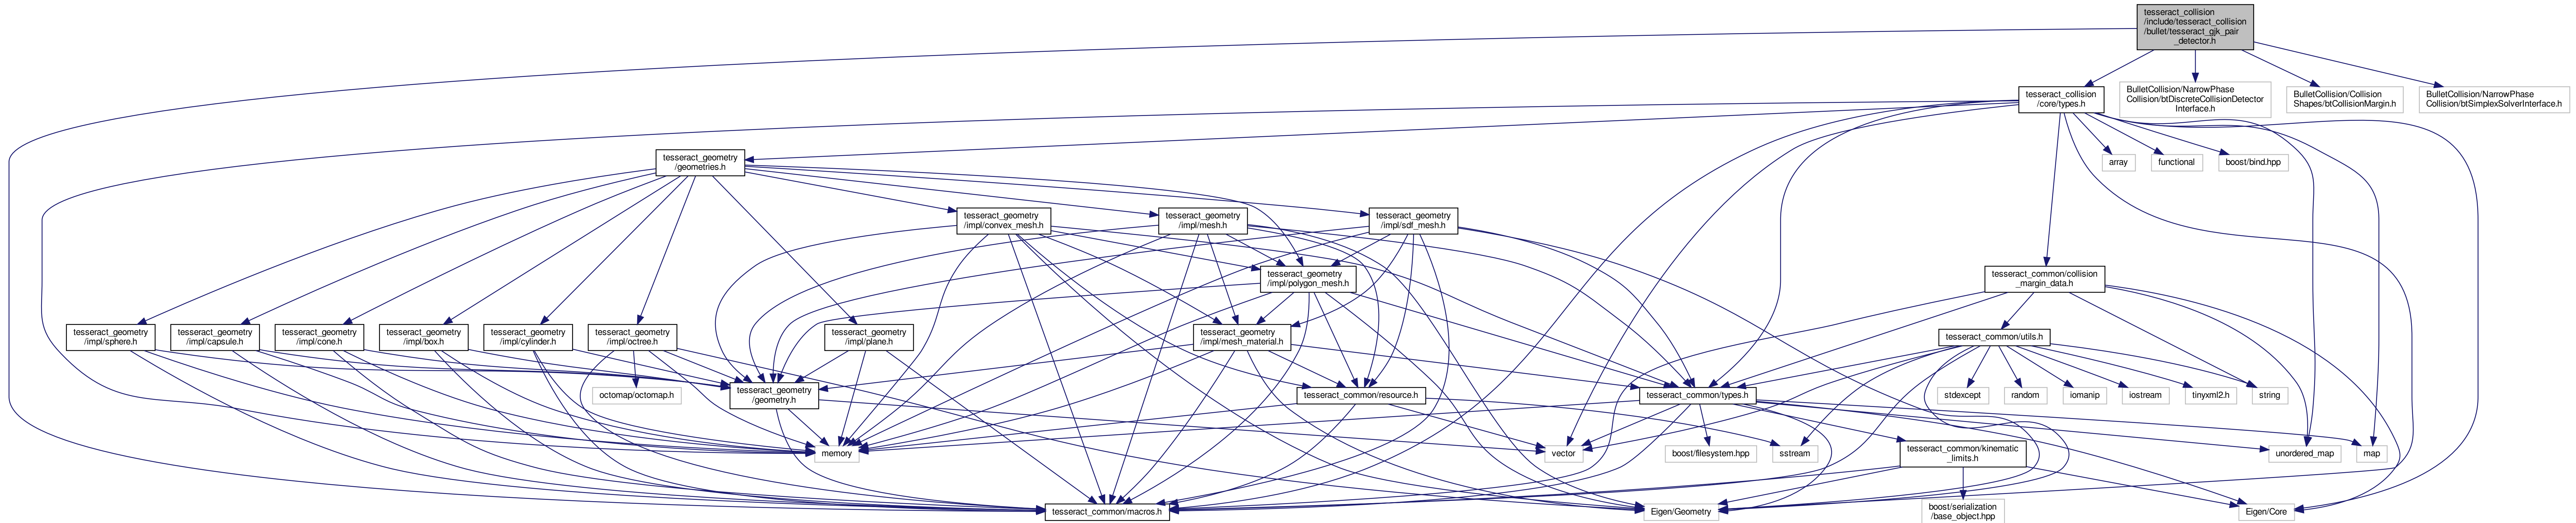 tesseract_collision
/include/tesseract_collision
/bullet/tesseract_gjk_pair
_detector.h
tesseract_collision
/core/types.h
BulletCollision/NarrowPhase
Collision/btDiscreteCollisionDetector
Interface.h
BulletCollision/Collision
Shapes/btCollisionMargin.h
BulletCollision/NarrowPhase
Collision/btSimplexSolverInterface.h
tesseract_geometry
/geometries.h
array
functional
boost/bind.hpp
tesseract_geometry
/impl/convex_mesh.h
tesseract_geometry
/impl/mesh.h
tesseract_geometry
/impl/sdf_mesh.h
tesseract_geometry
/impl/polygon_mesh.h
tesseract_common/collision
_margin_data.h
tesseract_geometry
/impl/sphere.h
tesseract_geometry
/impl/capsule.h
tesseract_geometry
/impl/cone.h
tesseract_geometry
/impl/box.h
tesseract_geometry
/impl/cylinder.h
tesseract_geometry
/impl/octree.h
tesseract_geometry
/impl/plane.h
tesseract_geometry
/impl/mesh_material.h
tesseract_common/utils.h
octomap/octomap.h
tesseract_geometry
/geometry.h
tesseract_common/resource.h
tesseract_common/types.h
stdexcept
random
iomanip
iostream
tinyxml2.h
string
memory
vector
boost/filesystem.hpp
sstream
tesseract_common/kinematic
_limits.h
unordered_map
map
tesseract_common/macros.h
Eigen/Geometry
boost/serialization
/base_object.hpp
Eigen/Core